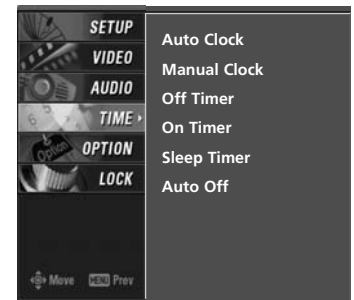 SETUP
VIDEO
AUDIO
TIME
OPTION
LOCK
Auto Clock
Manual Clock
Off Timer
On Timer
Sleep Timer
Auto Off
Option
Move MENU Prev